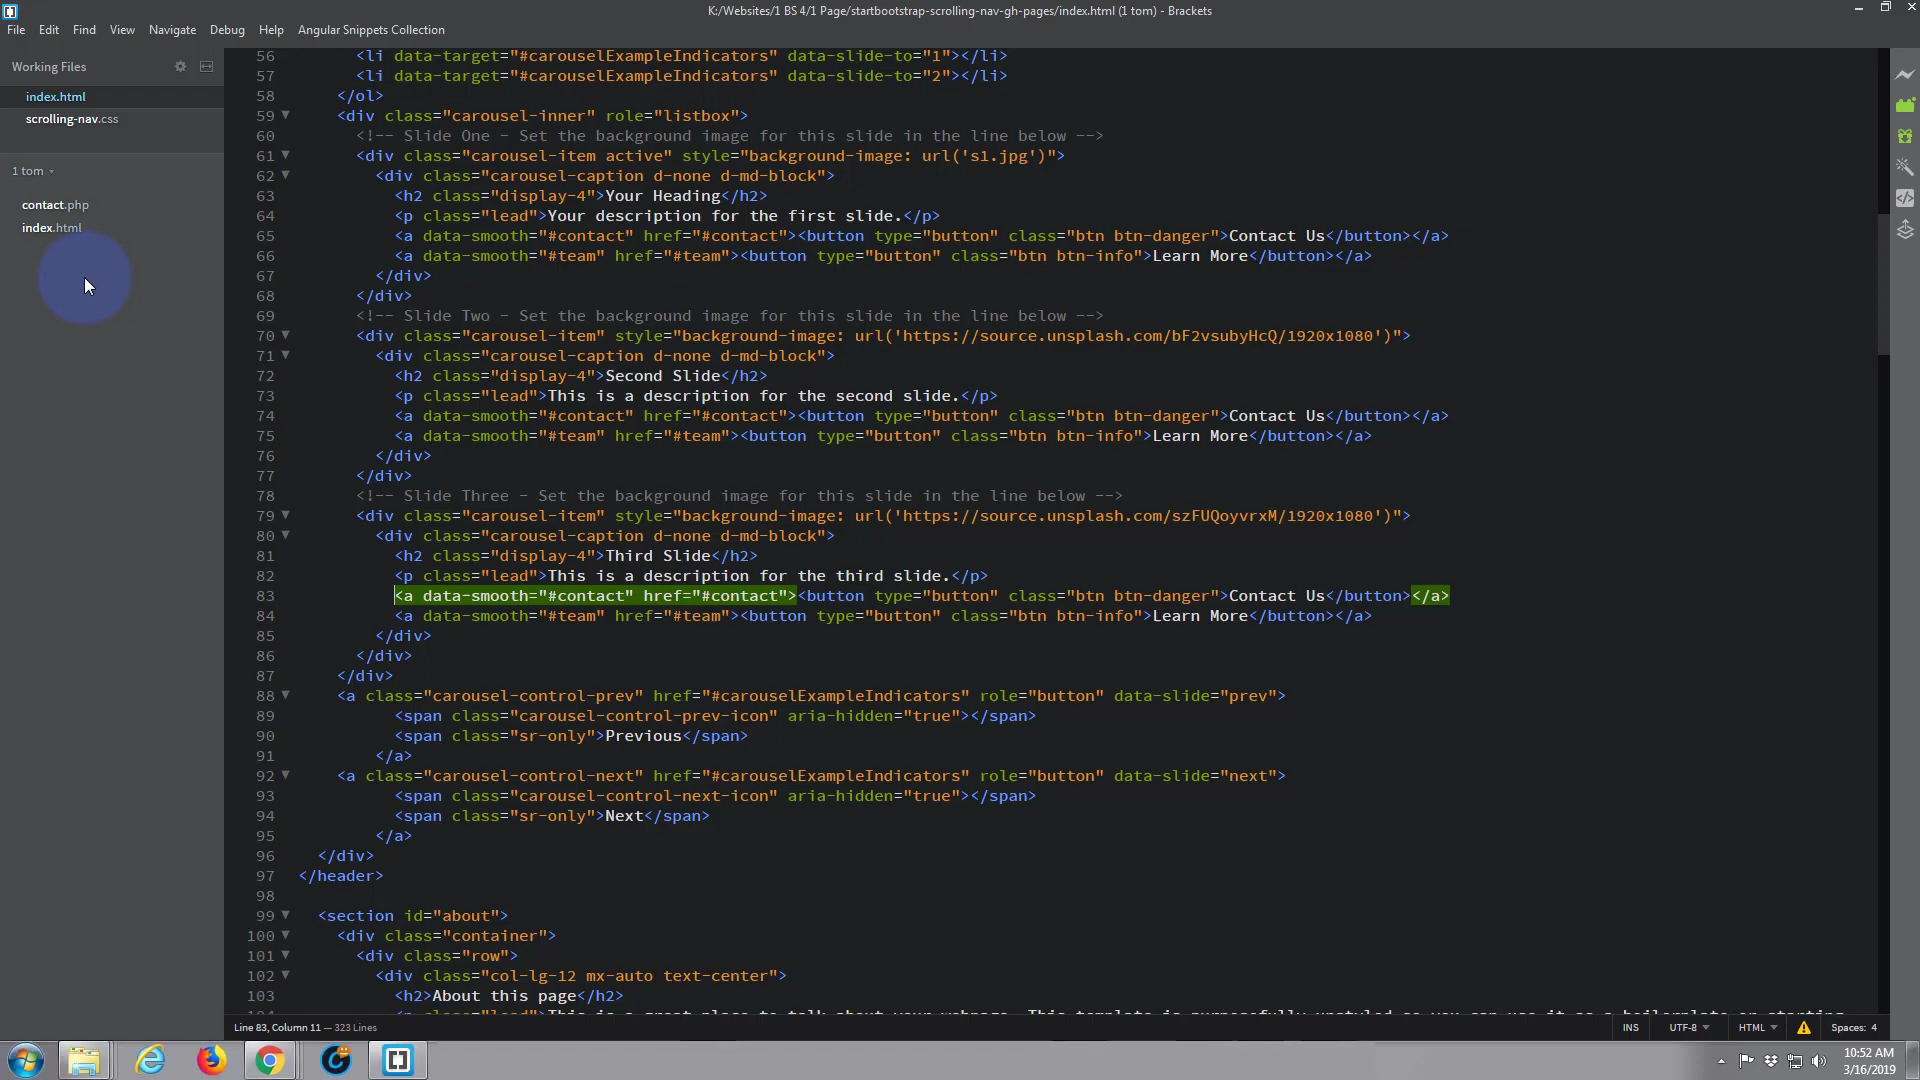 K:/Websites/1 BS 4/1 Page/startbootstrap-scrolling-nav-gh-pages/index.html (1 tom) - Brackets
File Edit Find View Navigate Debug Help Angular Snippets Collection
Working Files
index.html
scrolling-nav.css
1 tom
contact.php
index.html
56 <li data-target="#carouselExampleIndicators" data-slide-to="1"></li>
57 <li data-target="#carouselExampleIndicators" data-slide-to="2"></li>
58 </ol>
59 <div class="carousel-inner" role="listbox">
60 <!-- Slide One - Set the background image for this slide in the line below -->
61 <div class="carousel-item active" style="background-image: url('s1.jpg')">
62 <div class="carousel-caption d-none d-md-block">
63 <h2 class="display-4">Your Heading</h2>
64 <p class="lead">Your description for the first slide.</p>
65 <a data-smooth="#contact" href="#contact"><button type="button" class="btn btn-danger">Contact Us</button></a>
66 <a data-smooth="#team" href="#team"><button type="button" class="btn btn-info">Learn More</button></a>
67 </div>
68 </div>
69 <!-- Slide Two - Set the background image for this slide in the line below -->
70 <div class="carousel-item" style="background-image: url('https://source.unsplash.com/bF2vsubyHcQ/1920x1080')">
71 <div class="carousel-caption d-none d-md-block">
72 <h2 class="display-4">Second Slide</h2>
73 <p class="lead">This is a description for the second slide.</p>
74 <a data-smooth="#contact" href="#contact"><button type="button" class="btn btn-danger">Contact Us</button></a>
75 <a data-smooth="#team" href="#team"><button type="button" class="btn btn-info">Learn More</button></a>
76 </div>
77 </div>
78 <!-- Slide Three - Set the background image for this slide in the line below -->
79 <div class="carousel-item" style="background-image: url('https://source.unsplash.com/szFUQoyvrxM/1920x1080')">
80 <div class="carousel-caption d-none d-md-block">
81 <h2 class="display-4">Third Slide</h2>
82 <p class="lead">This is a description for the third slide.</p>
83 <a data-smooth="#contact" href="#contact"><button type="button" class="btn btn-danger">Contact Us</button></a>
84 <a data-smooth="#team" href="#team"><button type="button" class="btn btn-info">Learn More</button></a>
85 </div>
86 </div>
87 </div>
88 <a class="carousel-control-prev" href="#carouselExampleIndicators" role="button" data-slide="prev">
89 <span class="carousel-control-prev-icon" aria-hidden="true"></span>
90 <span class="sr-only">Previous</span>
91 </a>
92 <a class="carousel-control-next" href="#carouselExampleIndicators" role="button" data-slide="next">
93 <span class="carousel-control-next-icon" aria-hidden="true"></span>
94 <span class="sr-only">Next</span>
95 </a>
96 </div>
97 </header>
98
99 <section id="about">
100 <div class="container">
101 <div class="row">
102 <div class="col-lg-12 mx-auto text-center">
103 <h2>About this page</h2>
Line 83, Column 11 — 323 Lines
INS UTF-8 HTML Spaces: 4
10:52 AM
3/16/2019